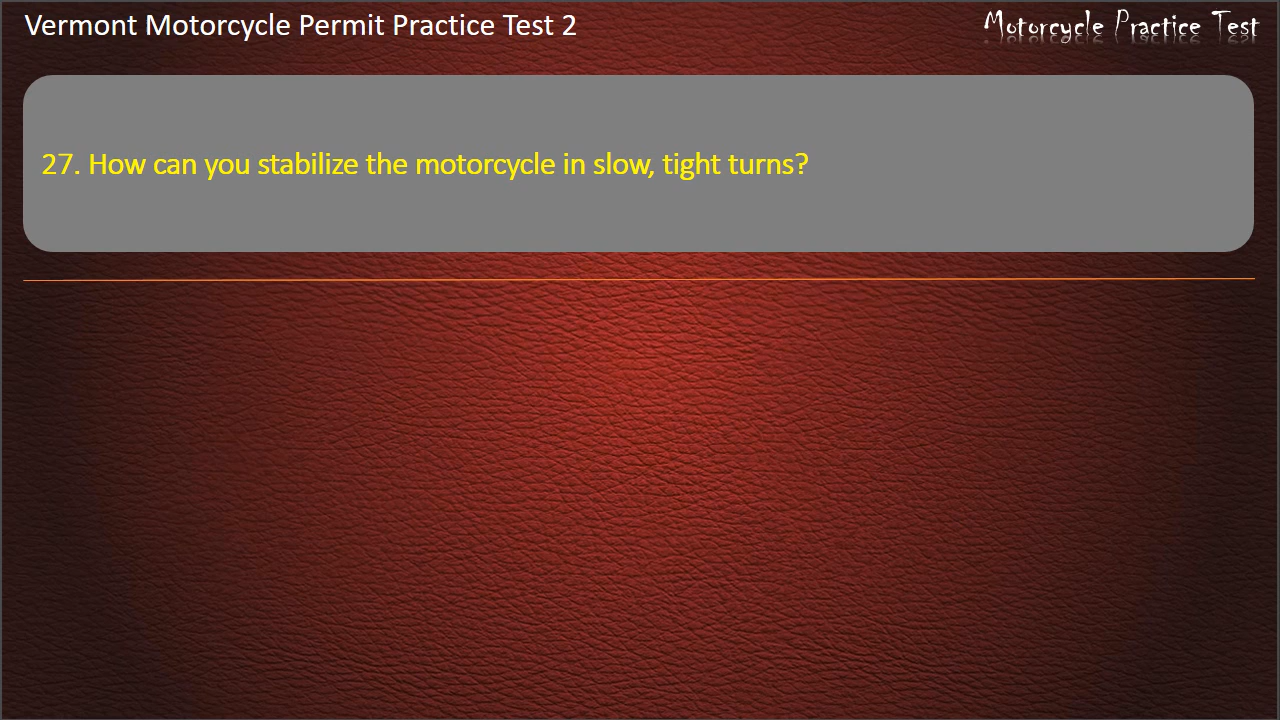 Vermont Motorcycle Permit Practice Test 2
Motorcycle Practice Test
27. How can you stabilize the motorcycle in slow, tight turns?